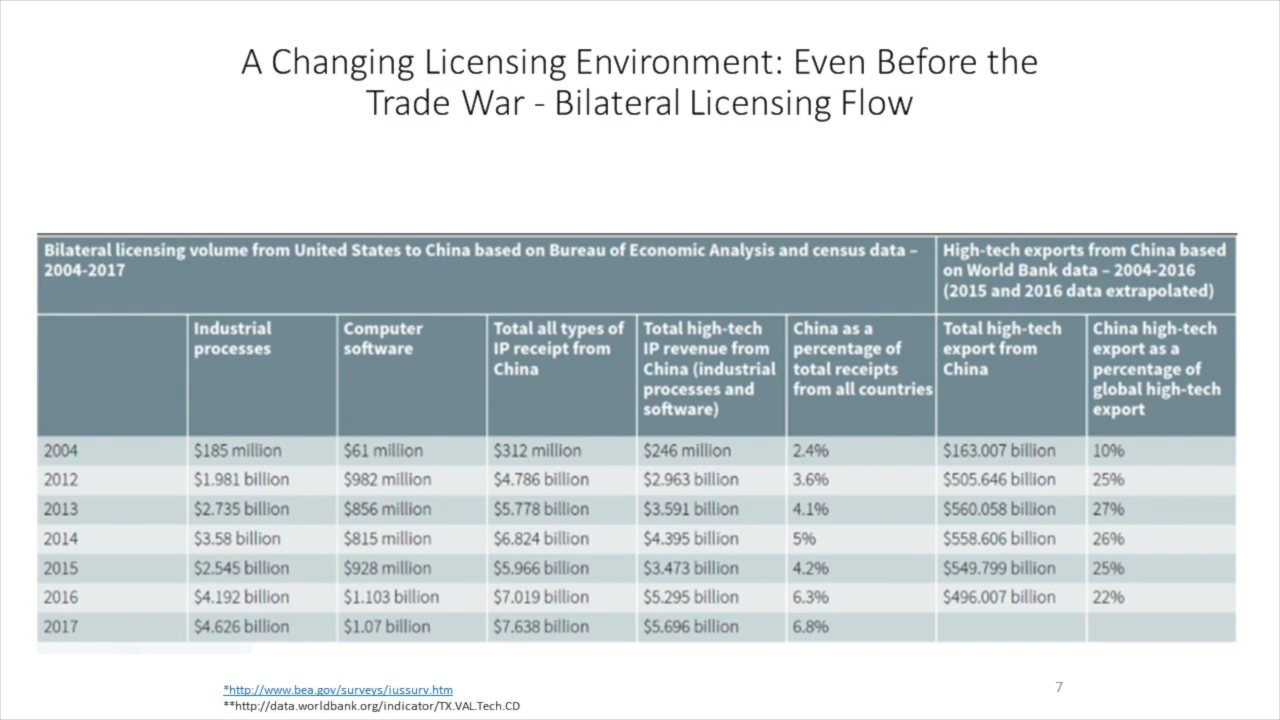 A Changing Licensing Environment: Even Before the
Trade War - Bilateral Licensing Flow
Bilateral licensing volume from United States to China based on Bureau of Economic Analysis and census data –
2004-2017
High-tech exports from China based
on World Bank data – 2004-2016
(2015 and 2016 data extrapolated)
Industrial
processes
Computer
software
Total all types of
IP receipt from
China
Total high-tech
IP revenue from
China (industrial
processes and
software)
China as a
percentage of
total receipts
from all countries
Total high-tech
export from
China
China high-tech
export as a
percentage of
global high-tech
export
2004 $185 million $61 million $312 million $246 million 2.4% $163.007 billion 10%
2012 $1.981 billion $982 million $4.786 billion $2.963 billion 3.6% $505.646 billion 25%
2013 $2.735 billion $856 million $5.778 billion $3.591 billion 4.1% $560.058 billion 27%
2014 $3.58 billion $815 million $6.824 billion $4.395 billion 5% $558.606 billion 26%
2015 $2.545 billion $928 million $5.966 billion $3.473 billion 4.2% $549.799 billion 25%
2016 $4.192 billion $1.103 billion $7.019 billion $5.295 billion 6.3% $496.007 billion 22%
2017 $4.626 billion $1.07 billion $7.638 billion $5.696 billion 6.8%
*http://www.bea.gov/surveys/iussurv.htm
**http://data.worldbank.org/indicator/TX.VAL.Tech.CD
7